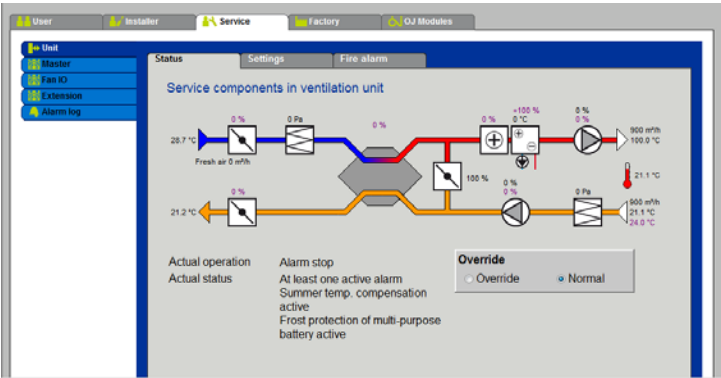 User
Installer
Service
Factory
OJ Modules
Unit
Master
Fan IO
Extension
Alarm log
Status
Settings
Fire alarm
Service components in ventilation unit
0 %
0 Pa
0 %
0 %
+100 %
0 °C
0 %
0 %
900 m³/h
100,0 °C
28.7 °C
Fresh air 0 m³/h
100 %
21.1 °C
0 %
0 %
0 %
0 Pa
900 m³/h
21.1 °C
24.0 °C
21.2 °C
Actual operation
Alarm stop
Actual status
At least one active alarm
Summer temp. compensation
active
Frost protection of multi-purpose
battery active
Override
Override
Normal